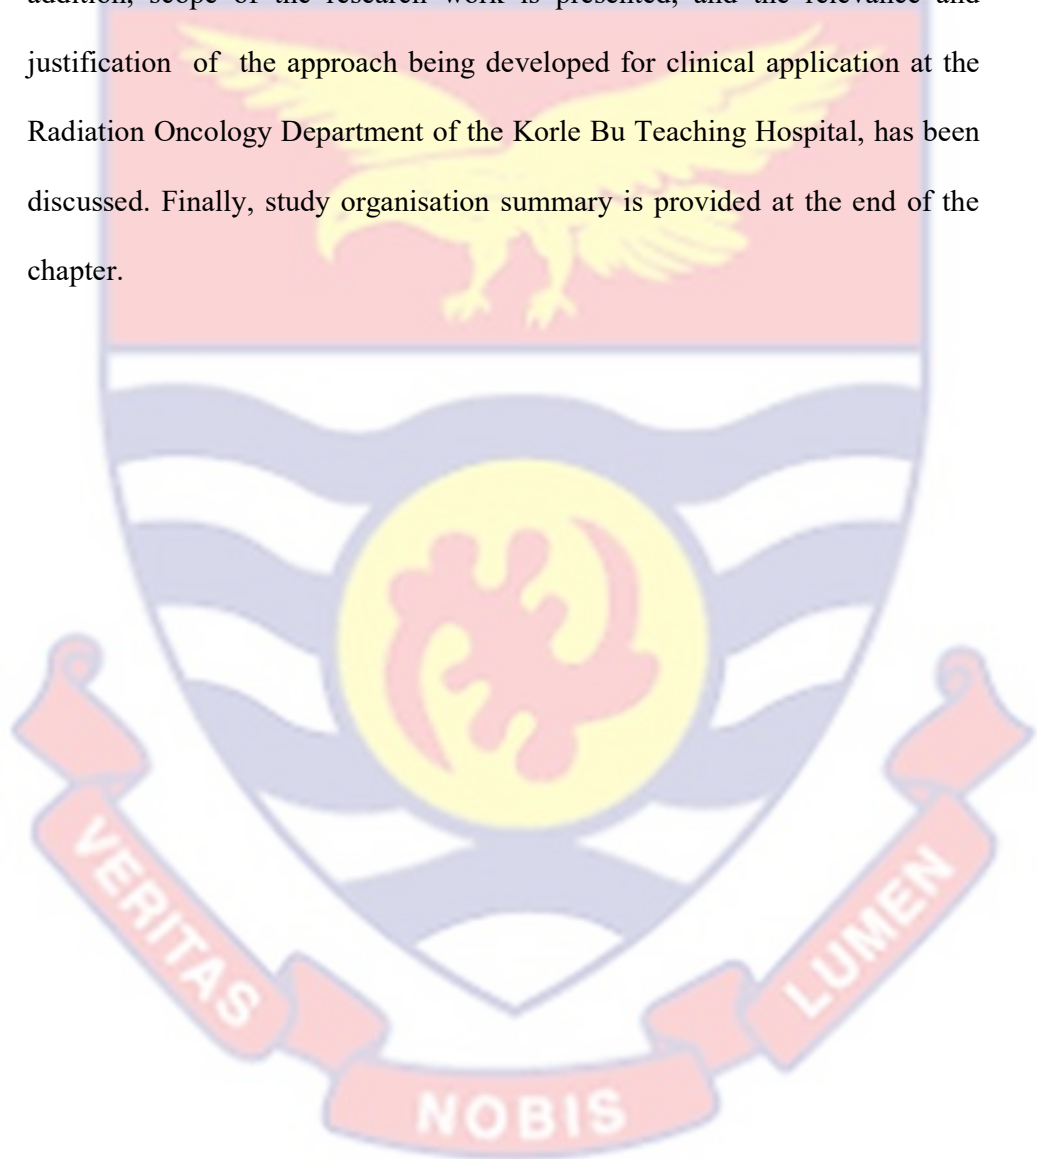 addition, scope of the research work is presented, and the relevance and
justification of the approach being developed for clinical application at the
Radiation Oncology Department of the Korle Bu Teaching Hospital, has been
discussed. Finally, study organisation summary is provided at the end of the
chapter.
VERITAS
NOBIS
LUMEN